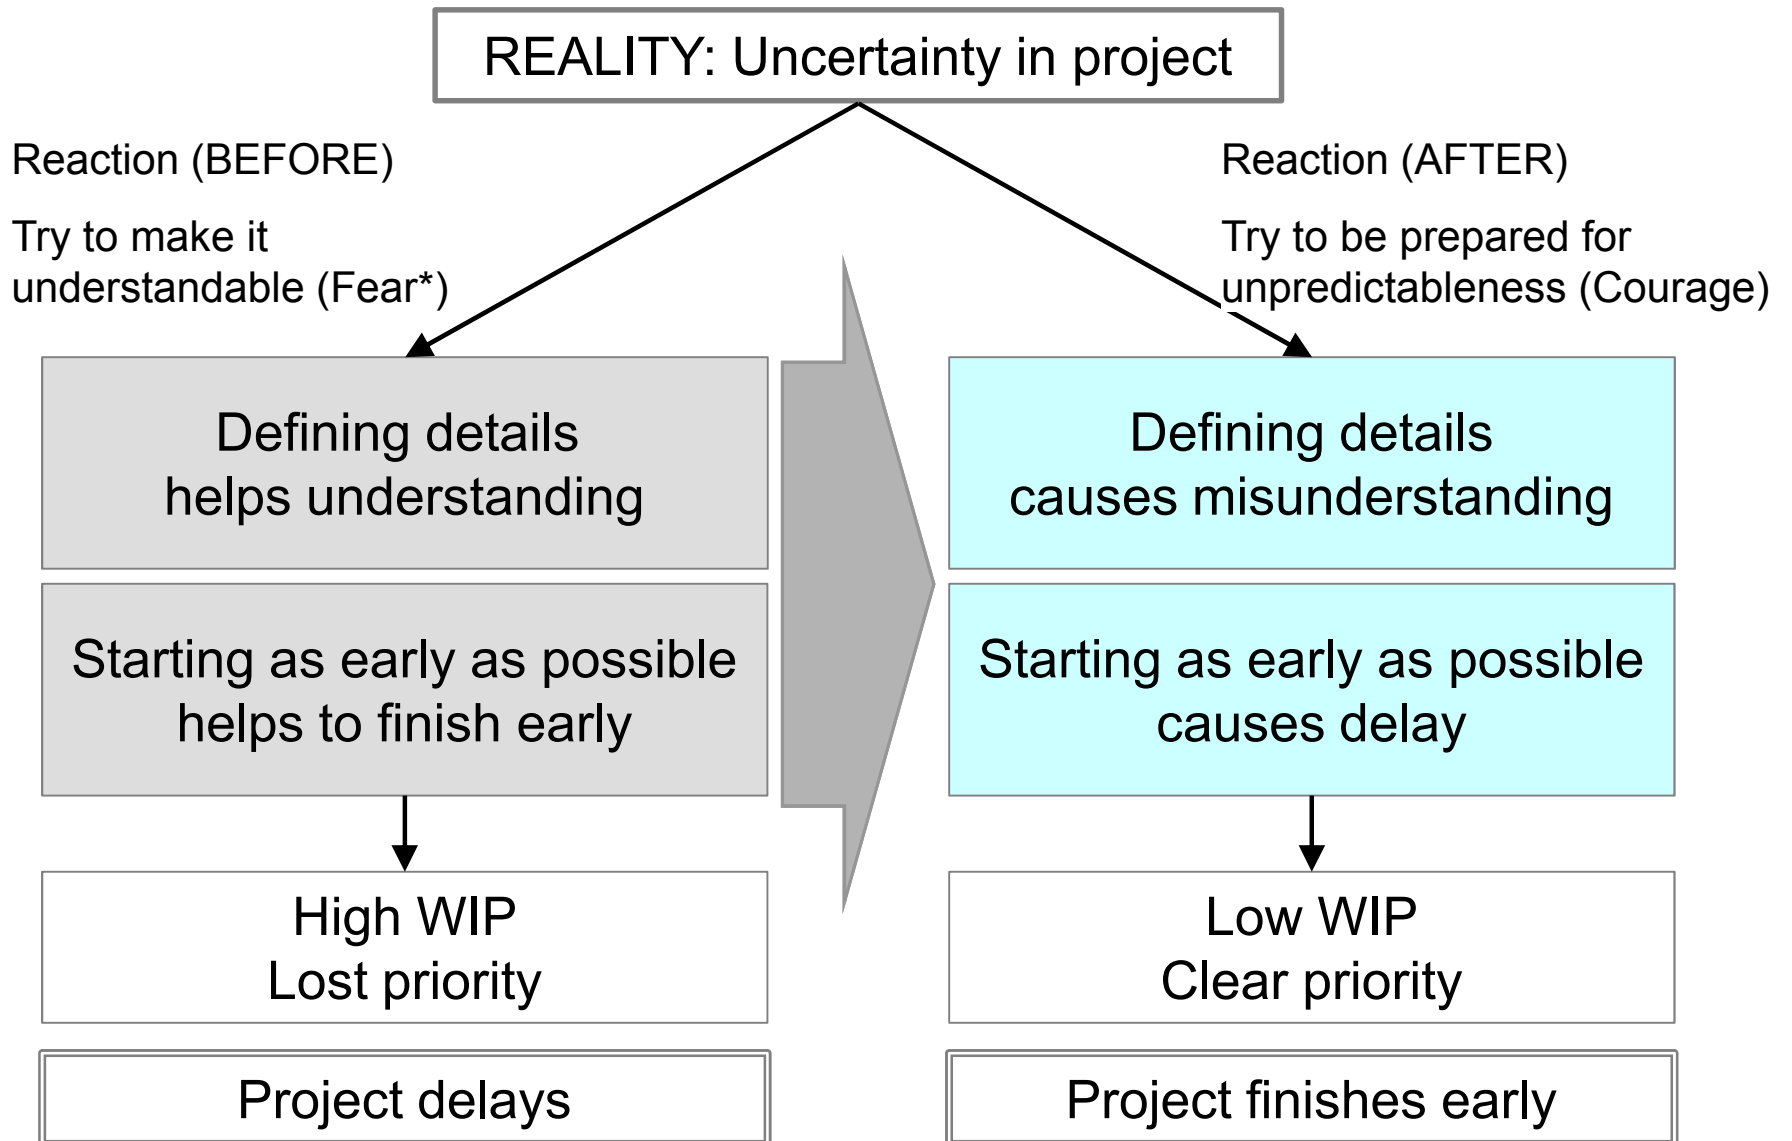 REALITY: Uncertainty in project
Reaction (BEFORE)
Try to make it
understandable (Fear*)
Reaction (AFTER)
Try to be prepared for
unpredictableness (Courage)
Defining details
helps understanding
Starting as early as possible
helps to finish early
High WIP
Lost priority
Project delays
Defining details
causes misunderstanding
Starting as early as possible
causes delay
Low WIP
Clear priority
Project finishes early